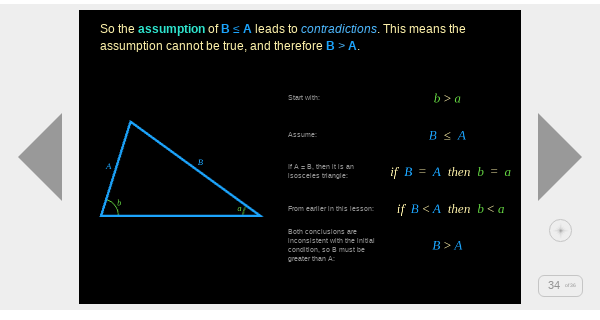 So the assumption of B ≤ A leads to contradictions. This means the
assumption cannot be true, and therefore B > A.
Start with:
b > a
Assume:
B ≤ A
If A = B, then it is an
isosceles triangle:
if B = A then b = a
From earlier in this lesson:
if B < A then b < a
Both conclusions are
inconsistent with the initial
condition, so B must be
greater than A:
B > A
A
B
b
a
34 of 36